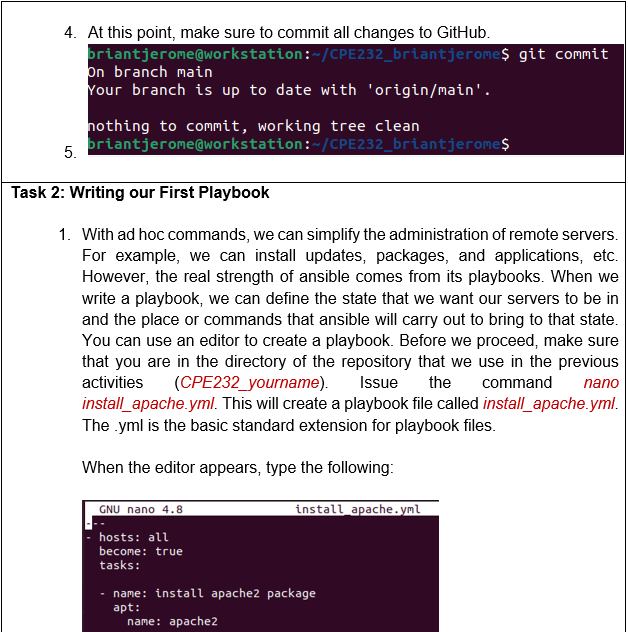 4. At this point, make sure to commit all changes to GitHub.
briantjerome@workstation:~/CPE232_briantjerome$ git commit
On branch main
Your branch is up to date with 'origin/main'.
nothing to commit, working tree clean
5. briantjerome@workstation:~/CPE232_briantjerome$
Task 2: Writing our First Playbook
1. With ad hoc commands, we can simplify the administration of remote servers.
For example, we can install updates, packages, and applications, etc.
However, the real strength of ansible comes from its playbooks. When we
write a playbook, we can define the state that we want our servers to be in
and the place or commands that ansible will carry out to bring to that state.
You can use an editor to create a playbook. Before we proceed, make sure
that you are in the directory of the repository that we use in the previous
activities (CPE232_yourname). Issue the command nano
install_apache.yml. This will create a playbook file called install_apache.yml.
The .yml is the basic standard extension for playbook files.
When the editor appears, type the following:
GNU nano 4.8 install_apache.yml
---
- hosts: all
become: true
tasks:
- name: install apache2 package
apt:
name: apache2